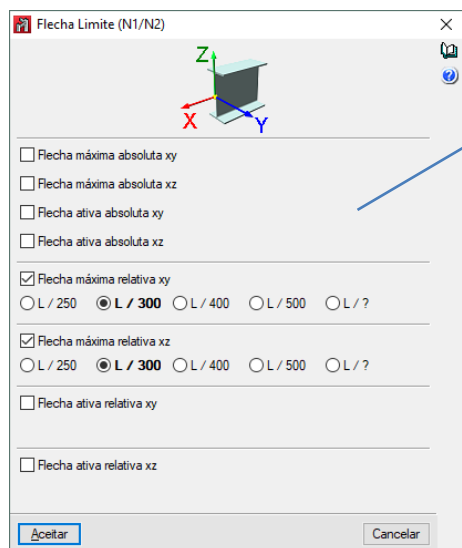 Flecha Limite (N1/N2)
Z
X
Y
Flecha máxima absoluta xy
Flecha máxima absoluta xz
Flecha ativa absoluta xy
Flecha ativa absoluta xz
Flecha máxima relativa xy
L / 250 L / 300 L / 400 L / 500 L / ?
Flecha máxima relativa xz
L / 250 L / 300 L / 400 L / 500 L / ?
Flecha ativa relativa xy
Flecha ativa relativa xz
Aceitar Cancelar